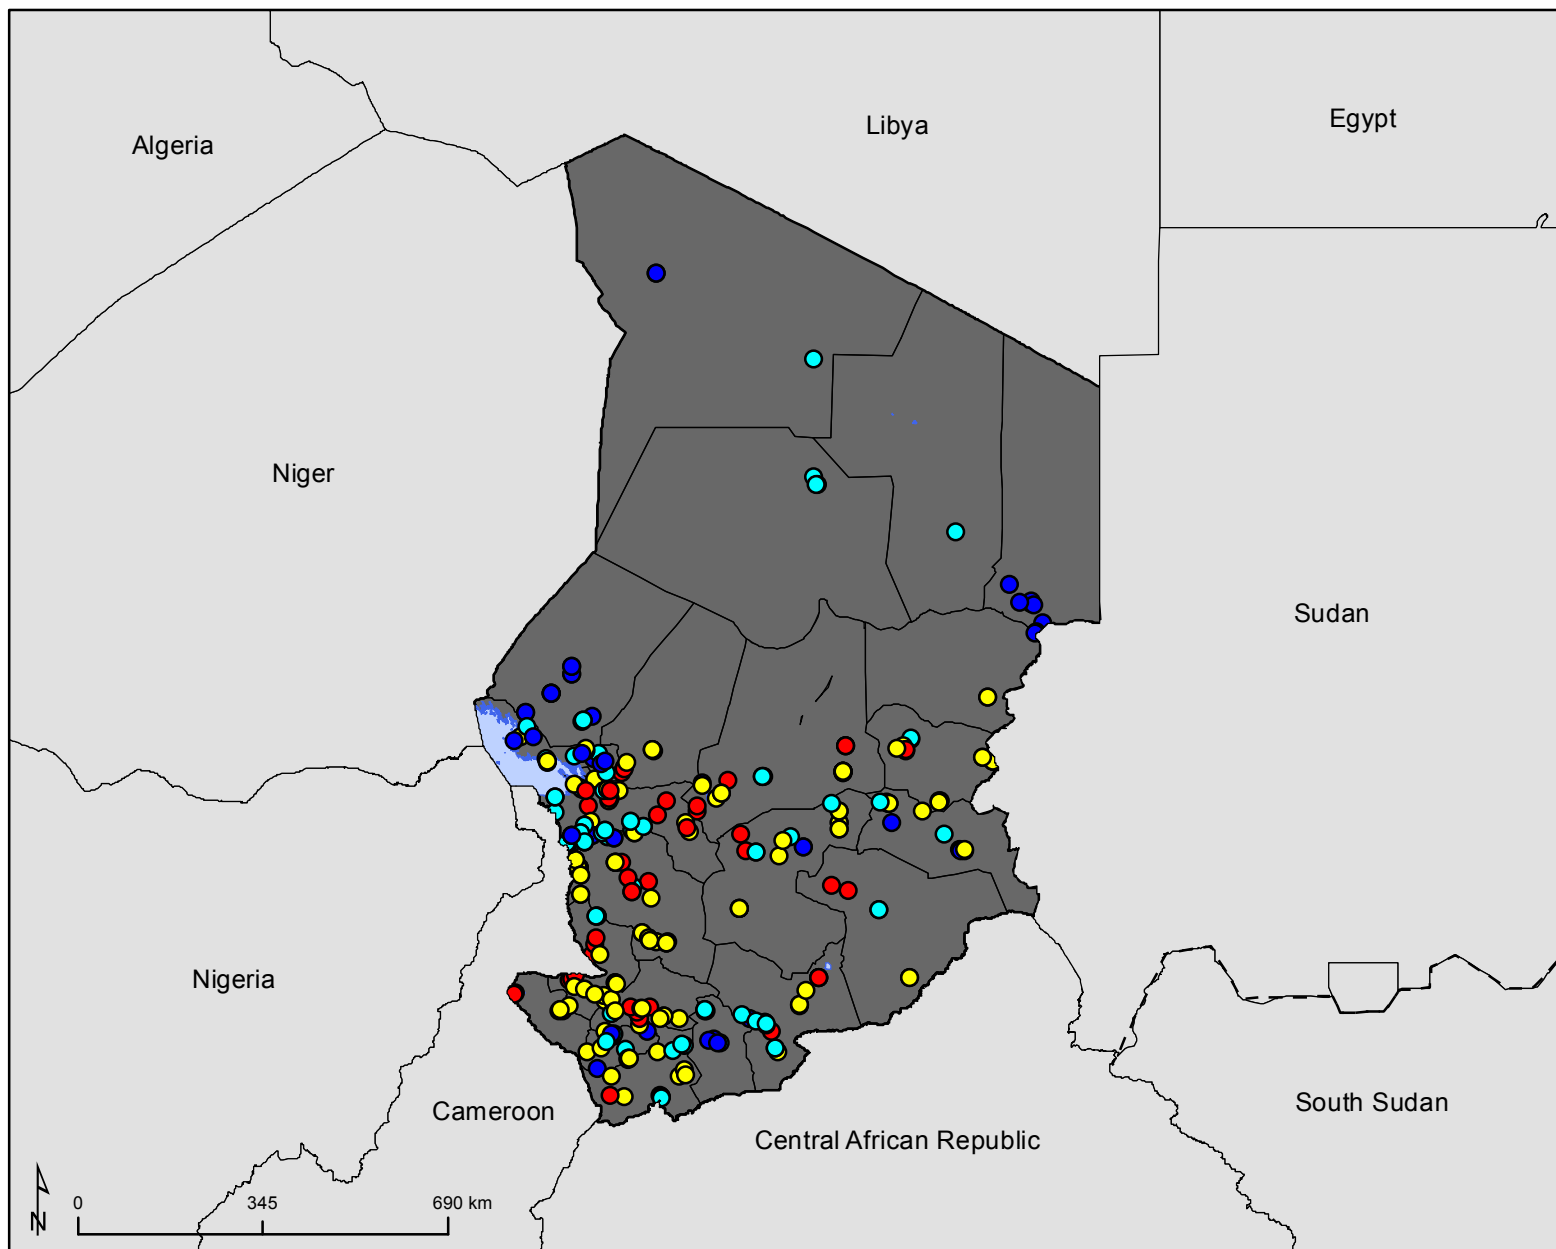 Libya
Egypt
Algeria
Niger
Sudan
Nigeria
Cameroon
South Sudan
Central African Republic
0
345
690 km
N